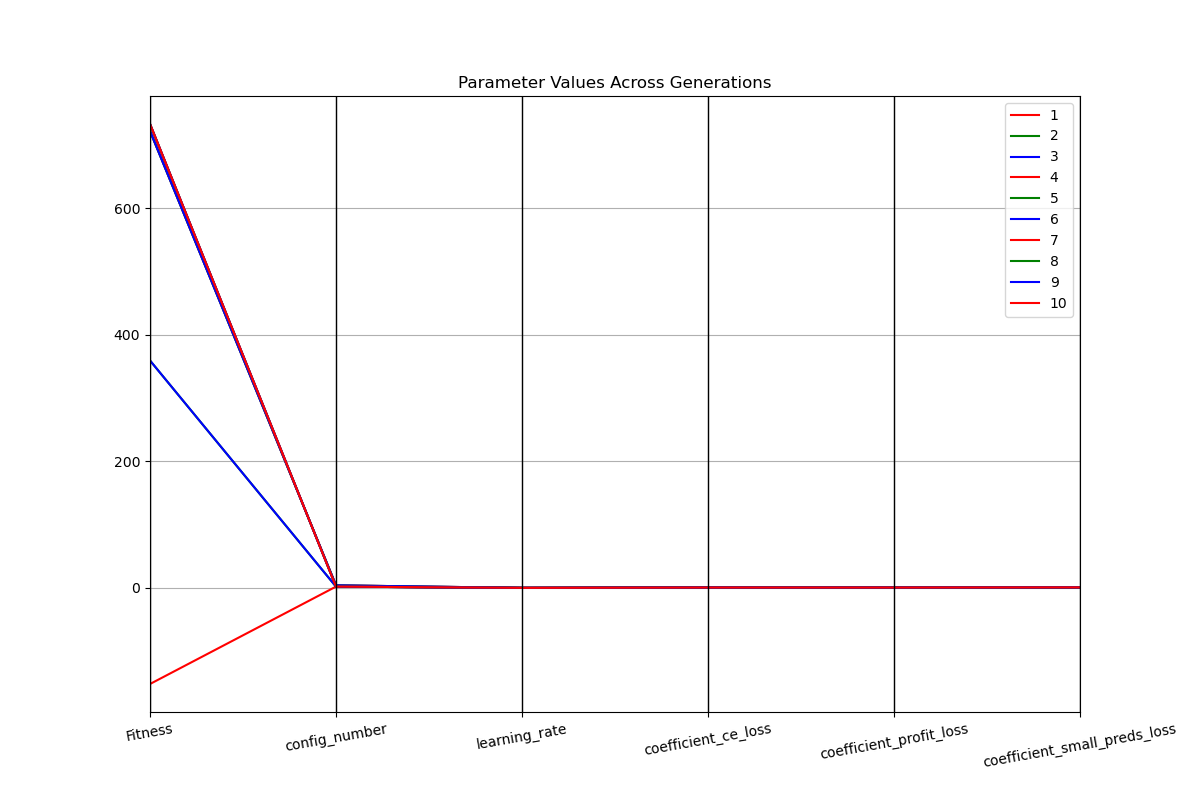 Parameter Values Across Generations
1
2
3
4
5
6
7
8
9
10
600
400
200
0
Fitness
config_number
learning_rate
coefficient_ce_loss
coefficient_profit_loss
coefficient_small_preds_loss